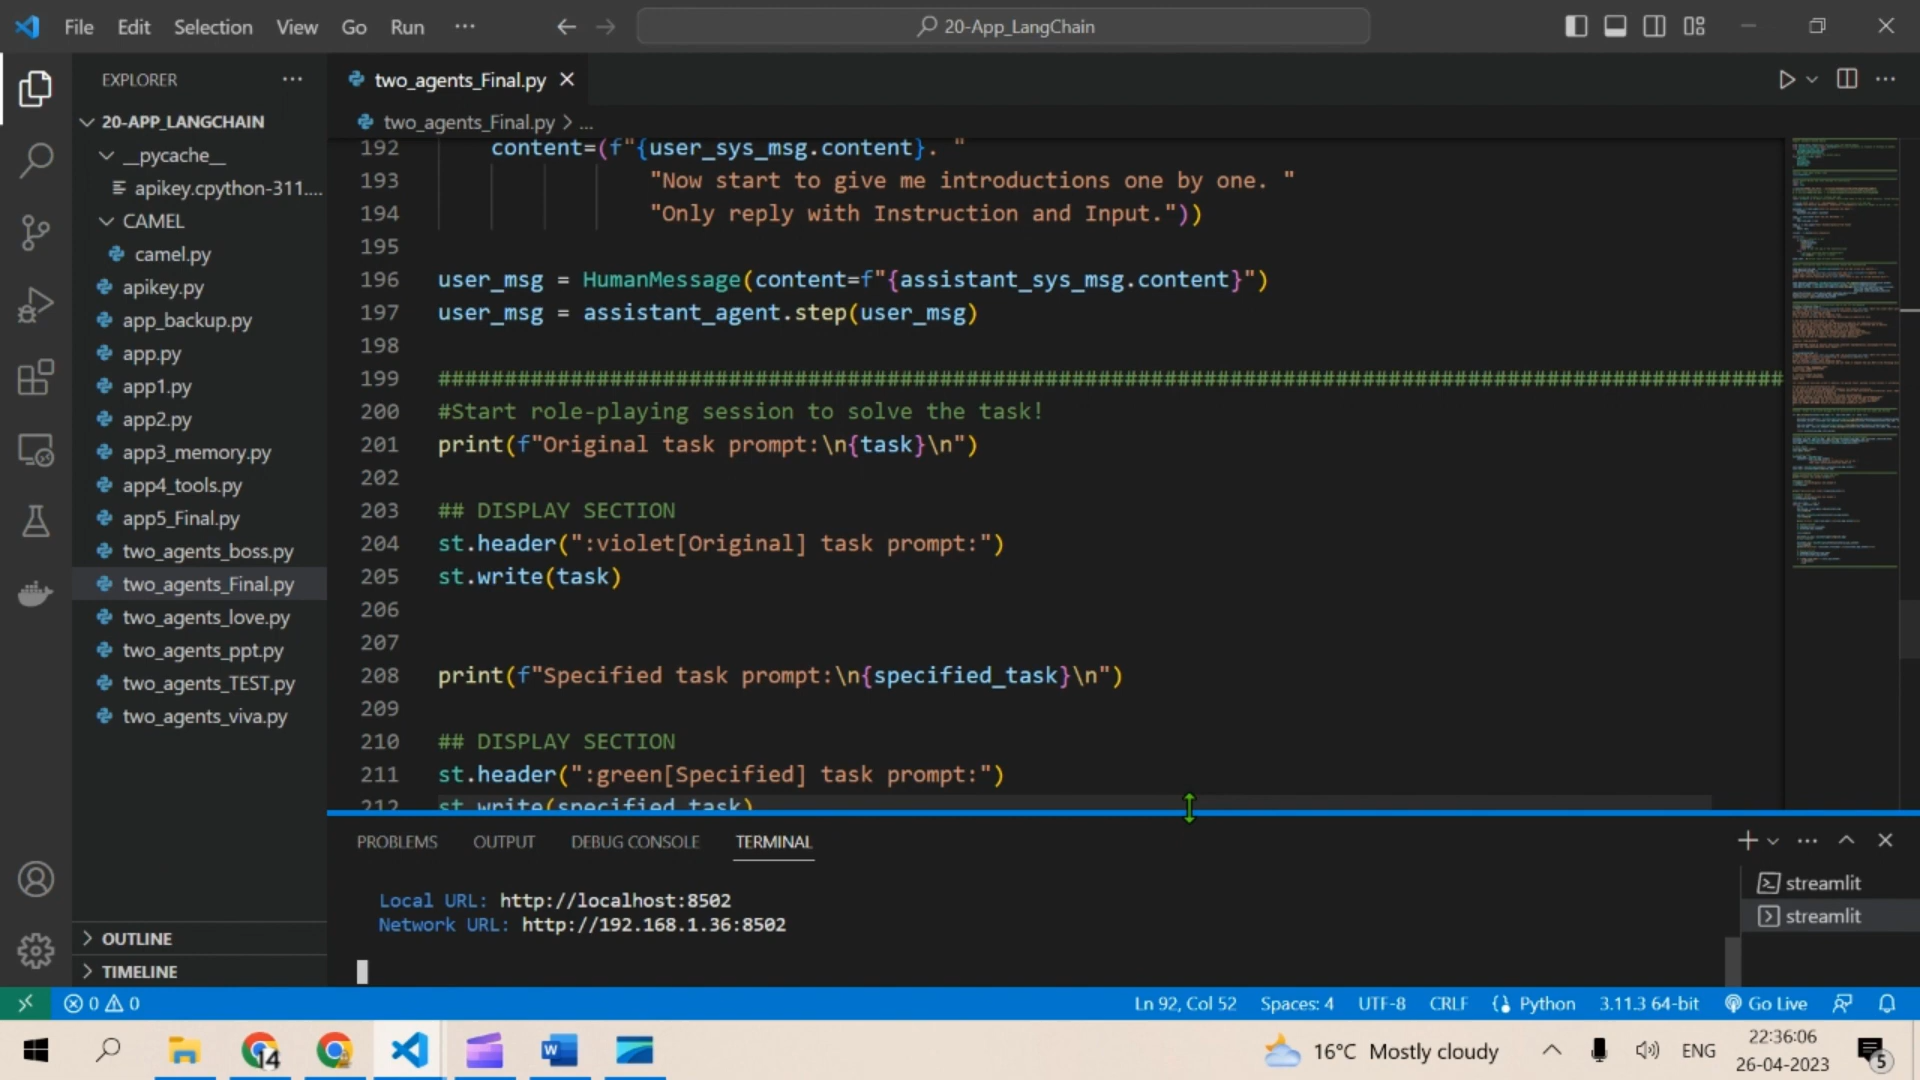 File Edit Selection View Go Run ··· 20-App_LangChain
EXPLORER ···
20-APP_LANGCHAIN
__pycache__
apikey.cpython-311....
CAMEL
camel.py
apikey.py
app_backup.py
app.py
app1.py
app2.py
app3_memory.py
app4_tools.py
app5_Final.py
two_agents_boss.py
two_agents_Final.py
two_agents_love.py
two_agents_ppt.py
two_agents_TEST.py
two_agents_viva.py
OUTLINE
TIMELINE
two_agents_Final.py
two_agents_Final.py > ...
192 content=(f"{user_sys_msg.content}. "
193 "Now start to give me introductions one by one. "
194 "Only reply with Instruction and Input."))
195
196 user_msg = HumanMessage(content=f"{assistant_sys_msg.content}")
197 user_msg = assistant_agent.step(user_msg)
198
199 ######################################################################################################
200 #Start role-playing session to solve the task!
201 print(f"Original task prompt:\n{task}\n")
202
203 ## DISPLAY SECTION
204 st.header(":violet[Original] task prompt:")
205 st.write(task)
206
207
208 print(f"Specified task prompt:\n{specified_task}\n")
209
210 ## DISPLAY SECTION
211 st.header(":green[Specified] task prompt:")
212 st.write(specified_task)
PROBLEMS OUTPUT DEBUG CONSOLE TERMINAL
Local URL: http://localhost:8502
Network URL: http://192.168.1.36:8502
streamlit
streamlit
0 0 Ln 92, Col 52 Spaces: 4 UTF-8 CRLF Python 3.11.3 64-bit Go Live
14 16°C Mostly cloudy ENG 22:36:06
26-04-2023 5